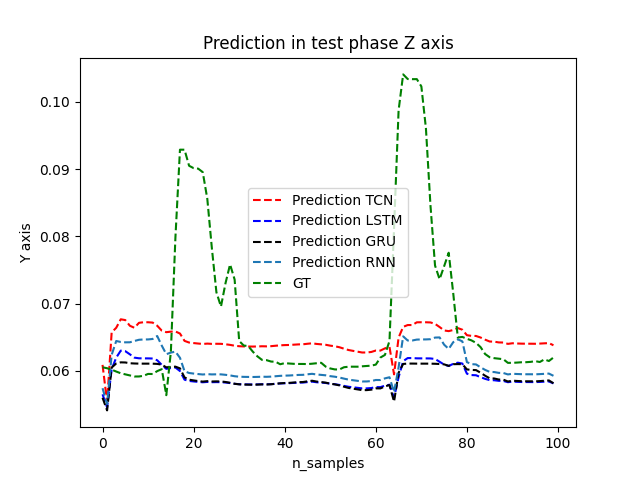 Prediction in test phase Z axis
0.10
0.09
0.08
0.07
0.06
Y axis
Prediction TCN
Prediction LSTM
Prediction GRU
Prediction RNN
GT
0 20 40 60 80 100
n_samples